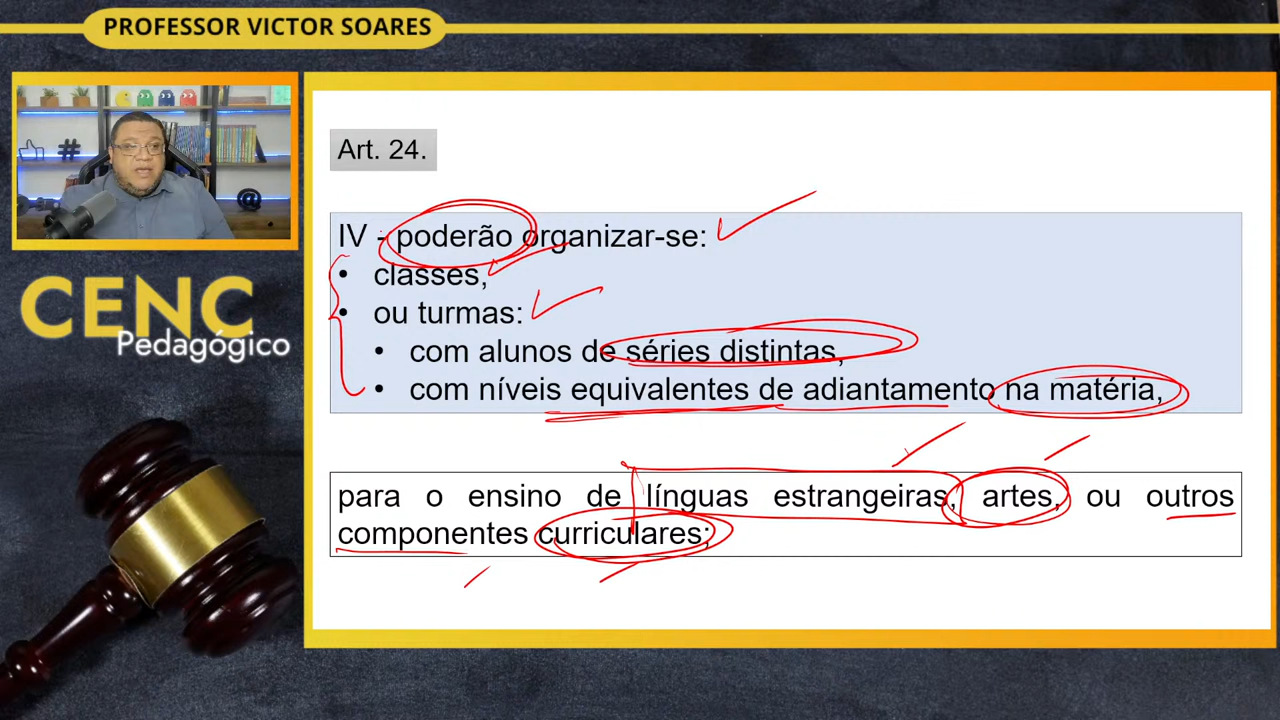 PROFESSOR VICTOR SOARES
CENC
Pedagógico
Art. 24.
IV - poderão organizar-se:
• classes,
• ou turmas:
• com alunos de séries distintas,
• com níveis equivalentes de adiantamento na matéria,
para o ensino de línguas estrangeiras, artes, ou outros
componentes curriculares;